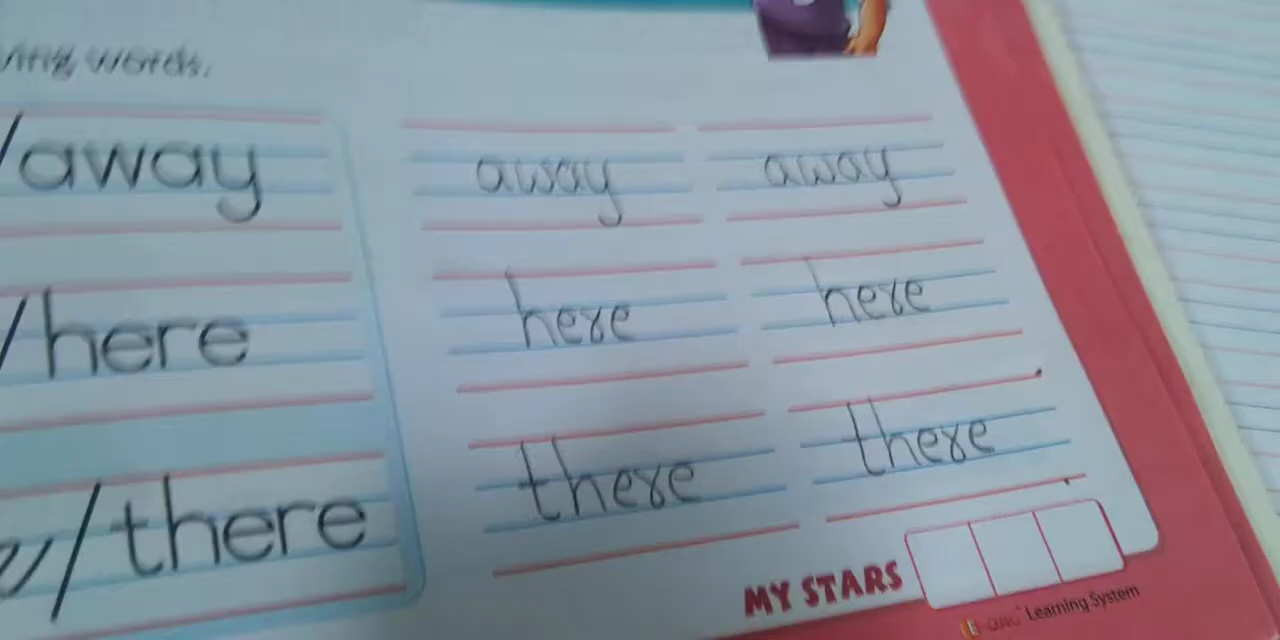 words.
/away away away
/here here here
/there there there
MY STARS
Learning System